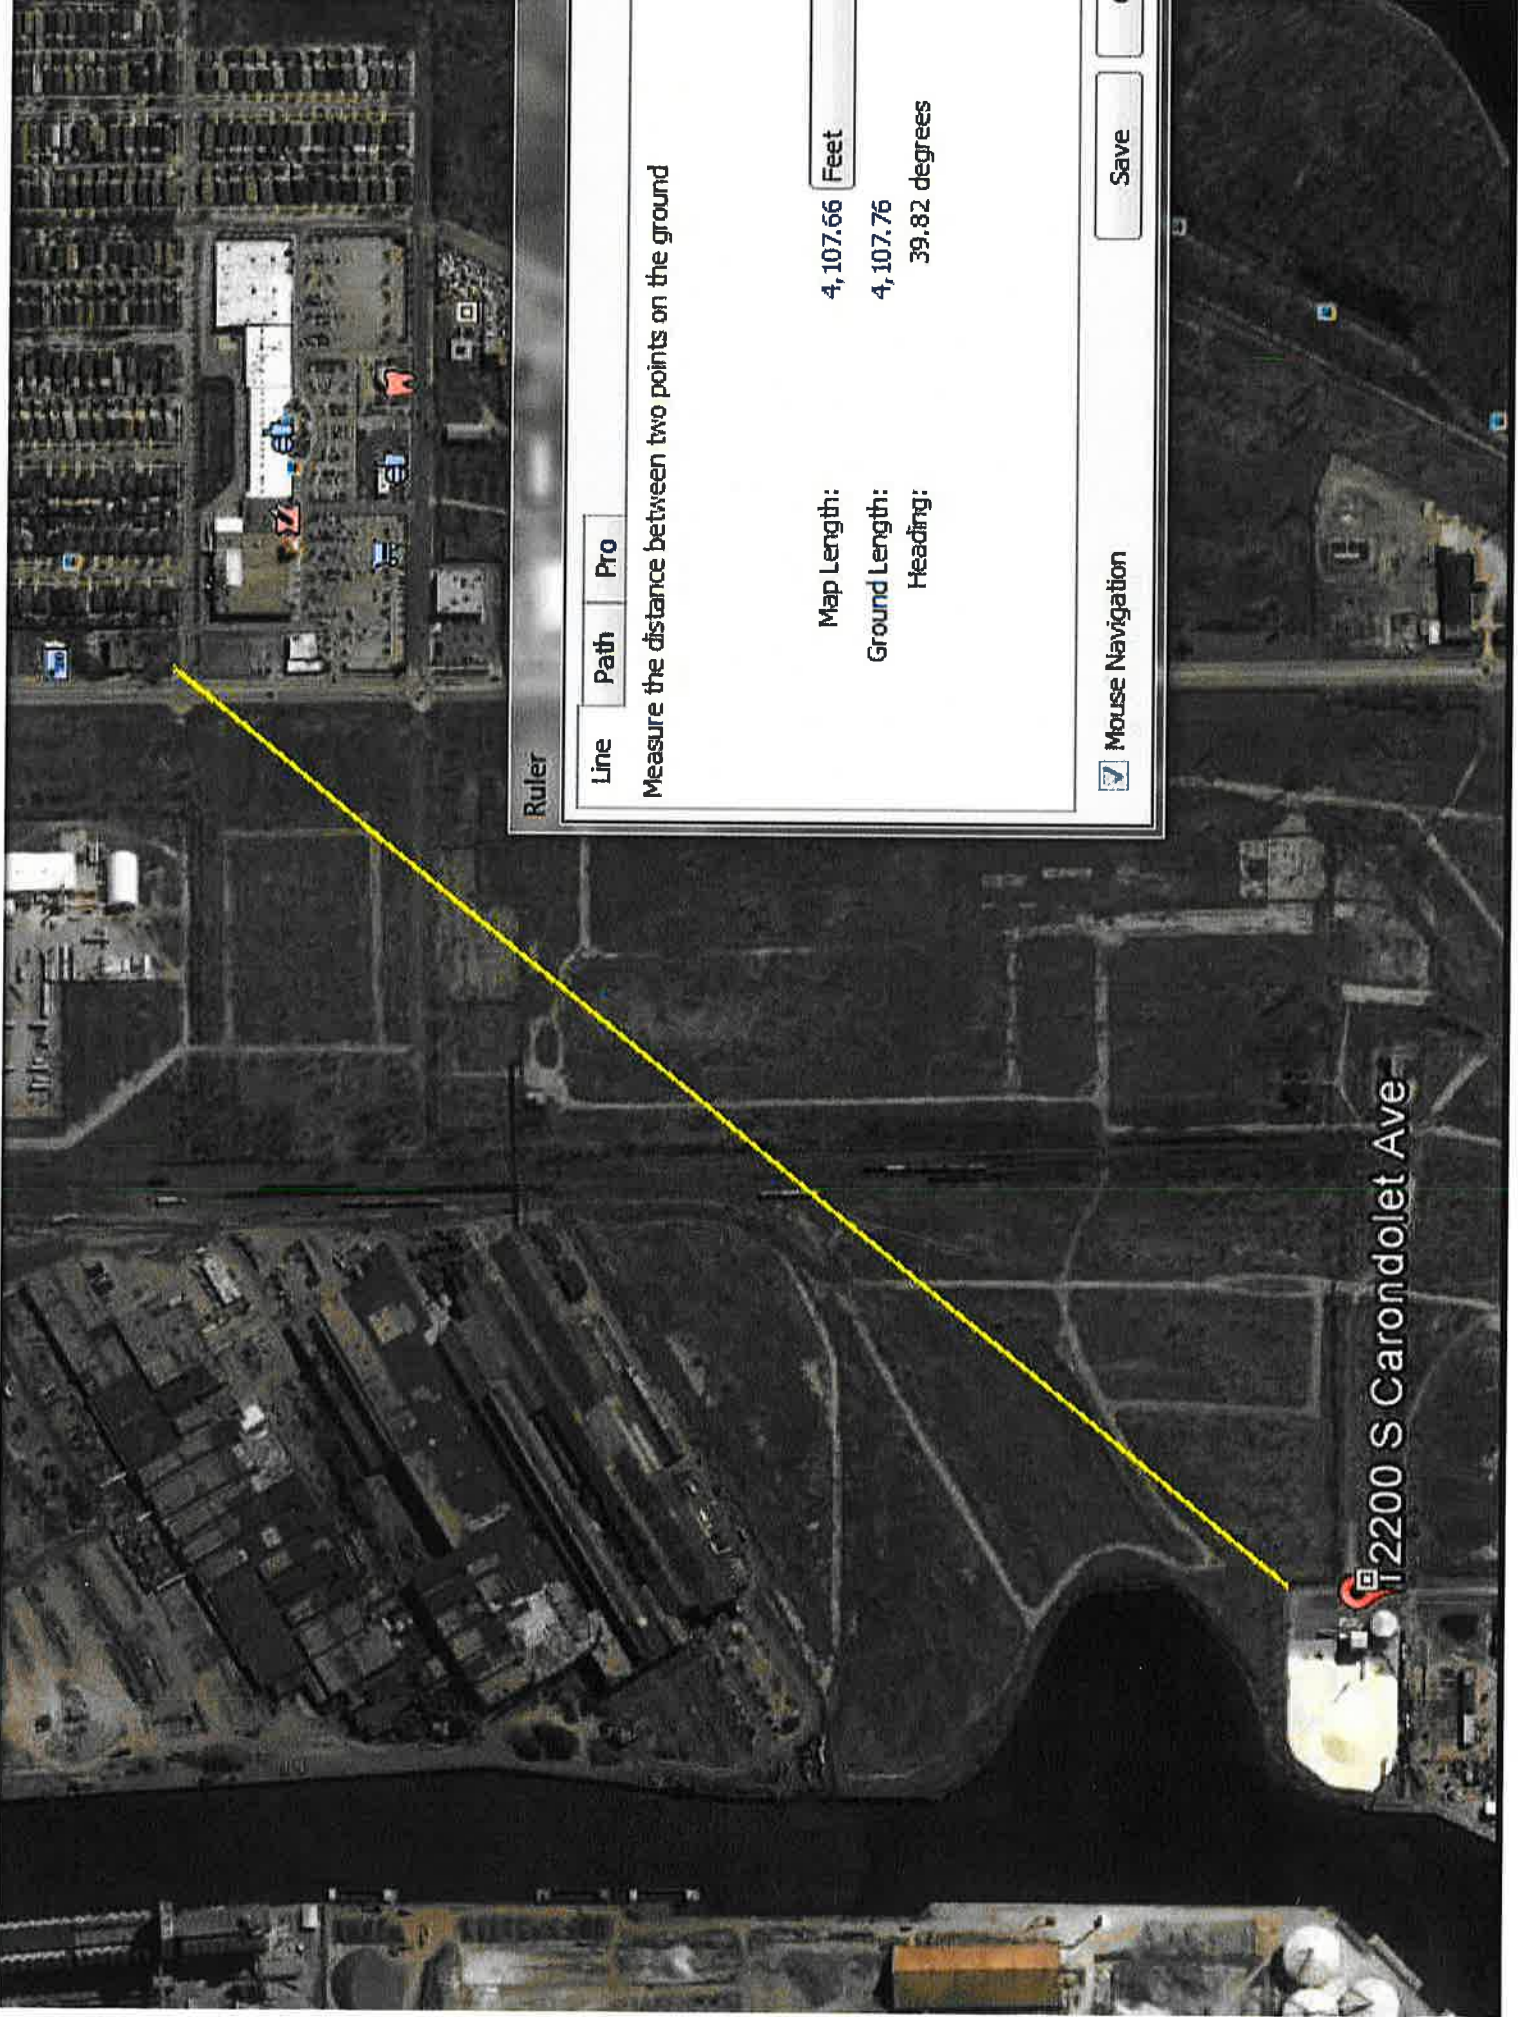 Ruler
Line Path Pro
Measure the distance between two points on the ground
Map Length: 4,107.66 Feet
Ground Length: 4,107.76
Heading: 39.82 degrees
Mouse Navigation Save
12200 S Carondolet Ave